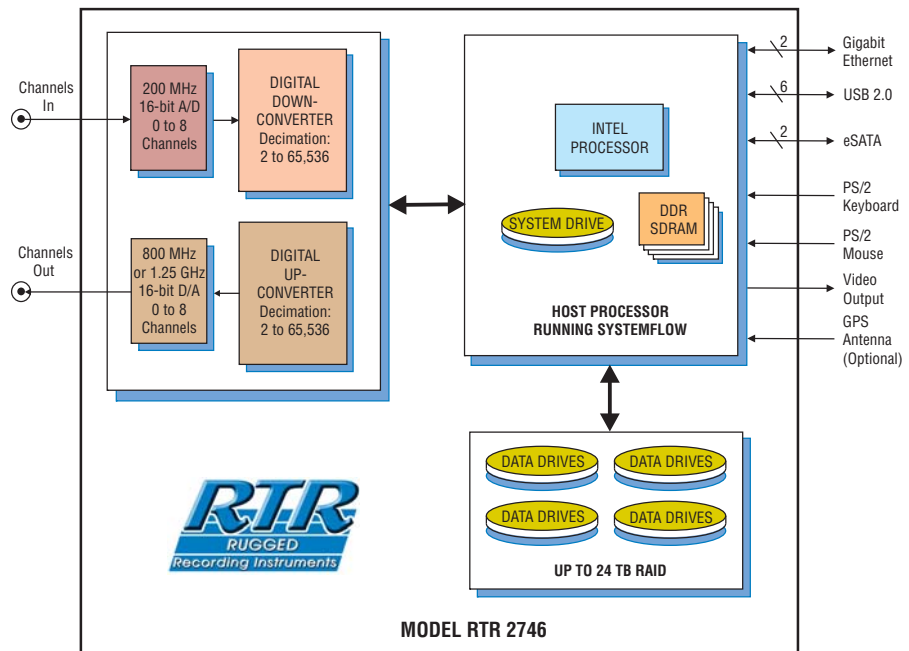 Channels
In
200 MHz
16-bit A/D
0 to 8
Channels
DIGITAL
DOWN-
CONVERTER
Decimation:
2 to 65,536
Channels
Out
800 MHz
or 1.25 GHz
16-bit D/A
0 to 8
Channels
DIGITAL
UP-
CONVERTER
Decimation:
2 to 65,536
INTEL
PROCESSOR
SYSTEM DRIVE
DDR
SDRAM
HOST PROCESSOR
RUNNING SYSTEMFLOW
2
Gigabit
Ethernet
6
USB 2.0
2
eSATA
PS/2
Keyboard
PS/2
Mouse
Video
Output
GPS
Antenna
(Optional)
DATA DRIVES
DATA DRIVES
DATA DRIVES
DATA DRIVES
UP TO 24 TB RAID
RTR
RUGGED
Recording Instruments
MODEL RTR 2746